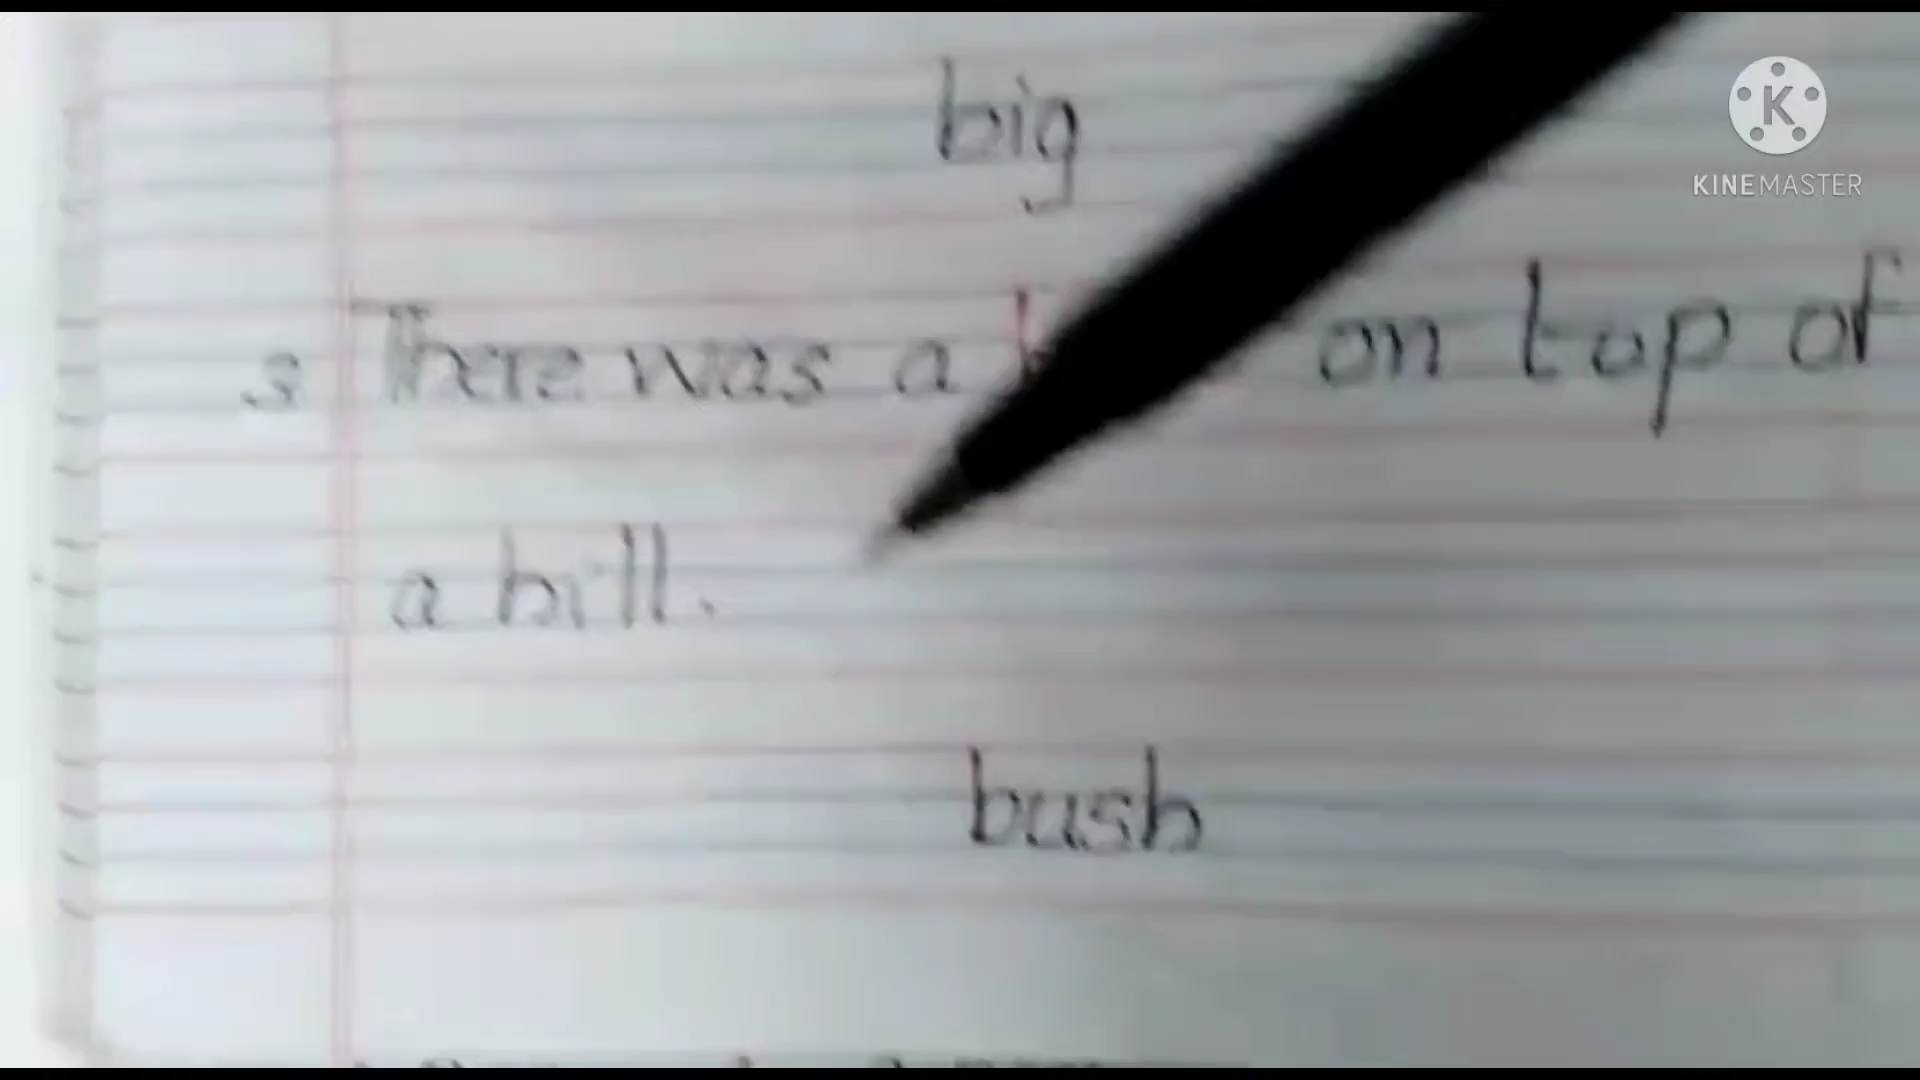 big
KINEMASTER
3 There was a on top of
a hill.
bush